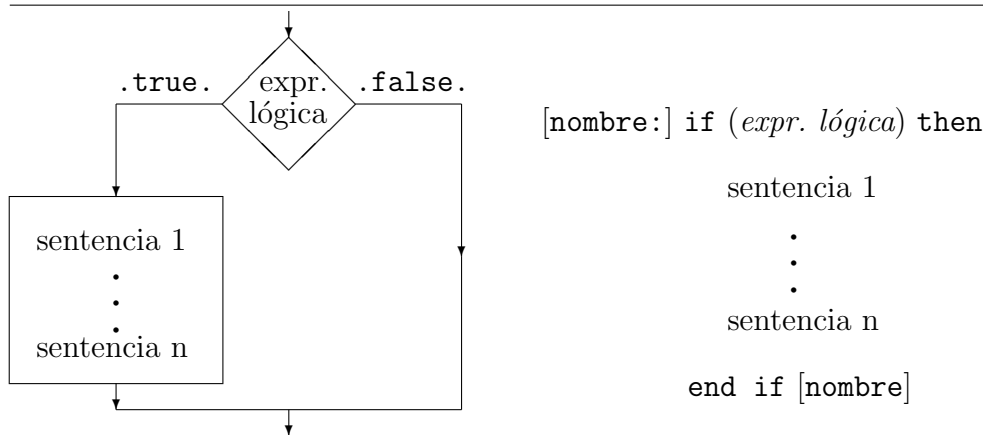 .true.
expr.
lógica
.false.
sentencia 1
.
.
.
sentencia n
[nombre:] if (expr. lógica) then
sentencia 1
.
.
.
sentencia n
end if [nombre]